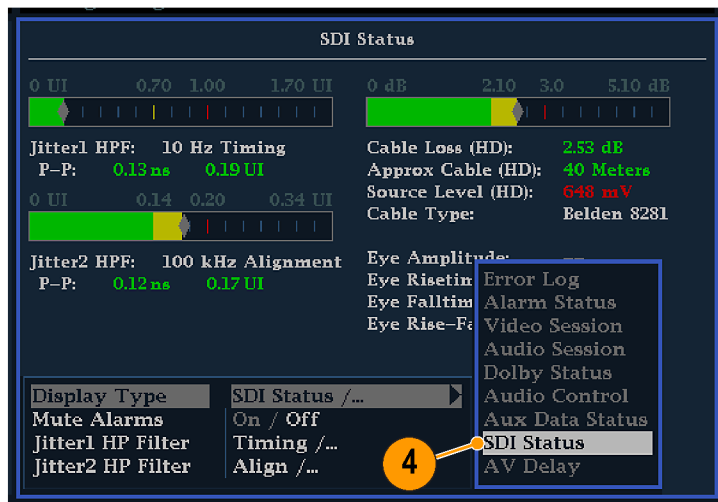 SDI Status
0 UI 0.70 1.00 1.70 UI
Jitter1 HPF: 10 Hz Timing
P-P: 0.13 ns 0.19 UI
0 UI 0.14 0.20 0.34 UI
Jitter2 HPF: 100 kHz Alignment
P-P: 0.12 ns 0.17 UI
0 dB 2.10 3.0 5.10 dB
Cable Loss (HD): 2.53 dB
Approx Cable (HD): 40 Meters
Source Level (HD): 648 mV
Cable Type: Belden 8281
Eye Amplitude: --
Eye Risetim
Eye Falltim
Eye Rise-Fa
Display Type SDI Status /...
Mute Alarms On / Off
Jitter1 HP Filter Timing /...
Jitter2 HP Filter Align /...
Error Log
Alarm Status
Video Session
Audio Session
Dolby Status
Audio Control
Aux Data Status
SDI Status
AV Delay
4